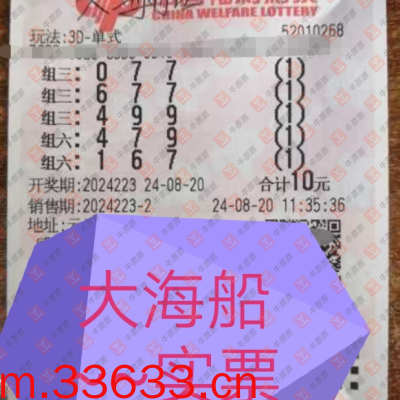 CHINA WELFARE LOTTERY
玩法:3D-单式
52010268
组三: 0 7 7 (1)
组三: 6 7 7 (1)
组三: 4 9 9 (1)
组六: 4 7 9 (1)
组六: 1 6 7 (1)
开奖期:2024223 24-08-20 合计10元
销售期:2024223-2 24-08-20 11:35:36
地址:
大海船
实票
m.33633.cn